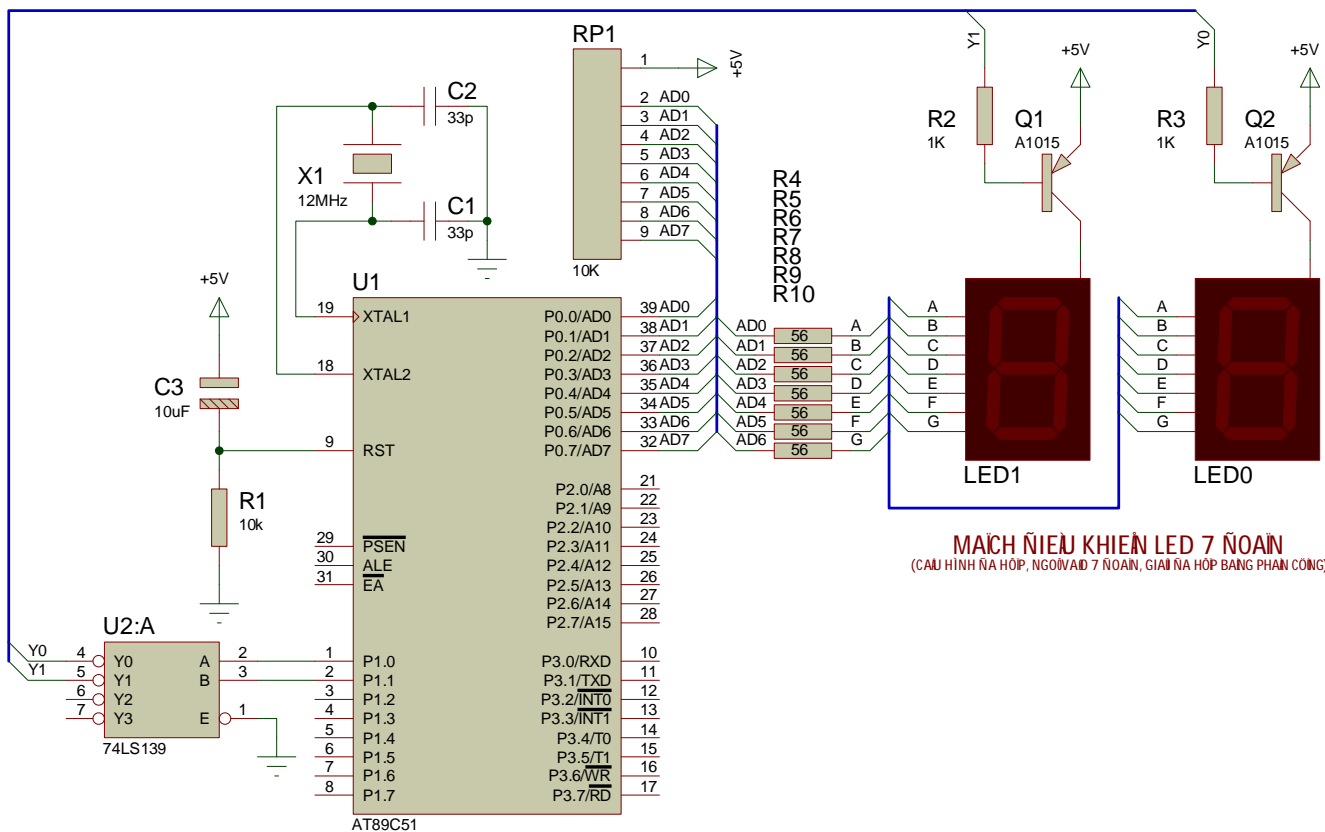 RP1
1
+5V
2 AD0
3 AD1
4 AD2
5 AD3
6 AD4
7 AD5
8 AD6
9 AD7
10K
C2
33p
X1
12MHz
C1
33p
Y1
+5V
R2
1K
Q1
A1015
Y0
+5V
R3
1K
Q2
A1015
R4
R5
R6
R7
R8
R9
R10
+5V
C3
10uF
R1
10k
U1
19 XTAL1
18 XTAL2
9 RST
29 PSEN
30 ALE
31 EA
1 P1.0
2 P1.1
3 P1.2
4 P1.3
5 P1.4
6 P1.5
7 P1.6
8 P1.7
P0.0/AD0 39 AD0
P0.1/AD1 38 AD1
P0.2/AD2 37 AD2
P0.3/AD3 36 AD3
P0.4/AD4 35 AD4
P0.5/AD5 34 AD5
P0.6/AD6 33 AD6
P0.7/AD7 32 AD7
P2.0/A8 21
P2.1/A9 22
P2.2/A10 23
P2.3/A11 24
P2.4/A12 25
P2.5/A13 26
P2.6/A14 27
P2.7/A15 28
P3.0/RXD 10
P3.1/TXD 11
P3.2/INT0 12
P3.3/INT1 13
P3.4/T0 14
P3.5/T1 15
P3.6/WR 16
P3.7/RD 17
AT89C51
AD0 56 A
AD1 56 B
AD2 56 C
AD3 56 D
AD4 56 E
AD5 56 F
AD6 56 G
A
B
C
D
E
F
G
LED1
A
B
C
D
E
F
G
LED0
U2:A
Y0 4 Y0 A 2
Y1 5 Y1 B 3
6 Y2
7 Y3 E 1
74LS139
KHIEÅN LED 7 ÑOAÏN